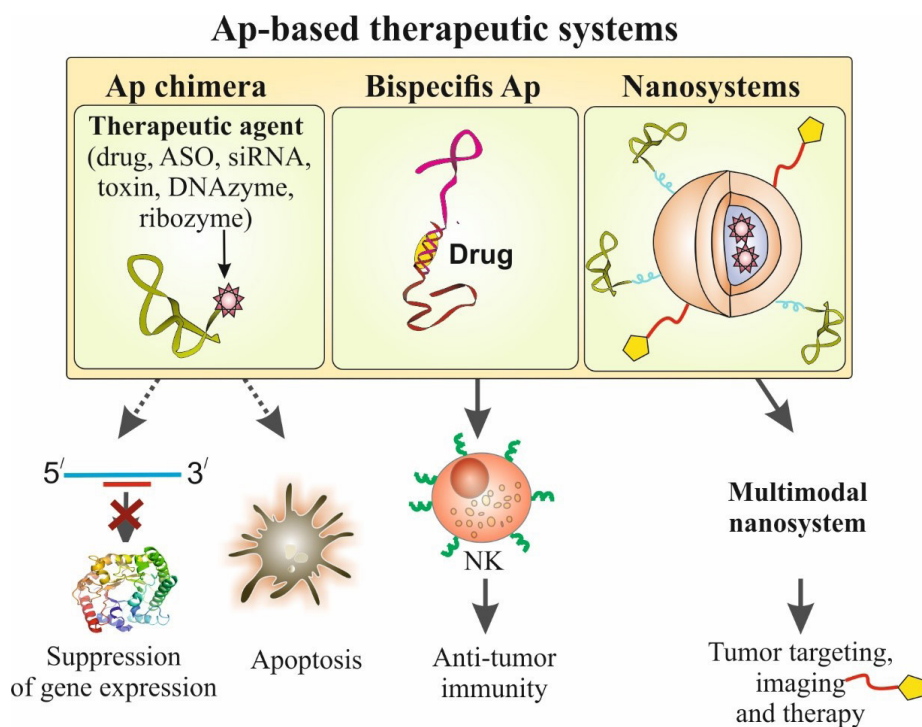 Ap-based therapeutic systems
Ap chimera
Therapeutic agent
(drug, ASO, siRNA,
toxin, DNAzyme,
ribozyme)
Bispecifis Ap
Drug
Nanosystems
5/
3/
Suppression
of gene expression
Apoptosis
NK
Anti-tumor
immunity
Multimodal
nanosystem
Tumor targeting,
imaging
and therapy